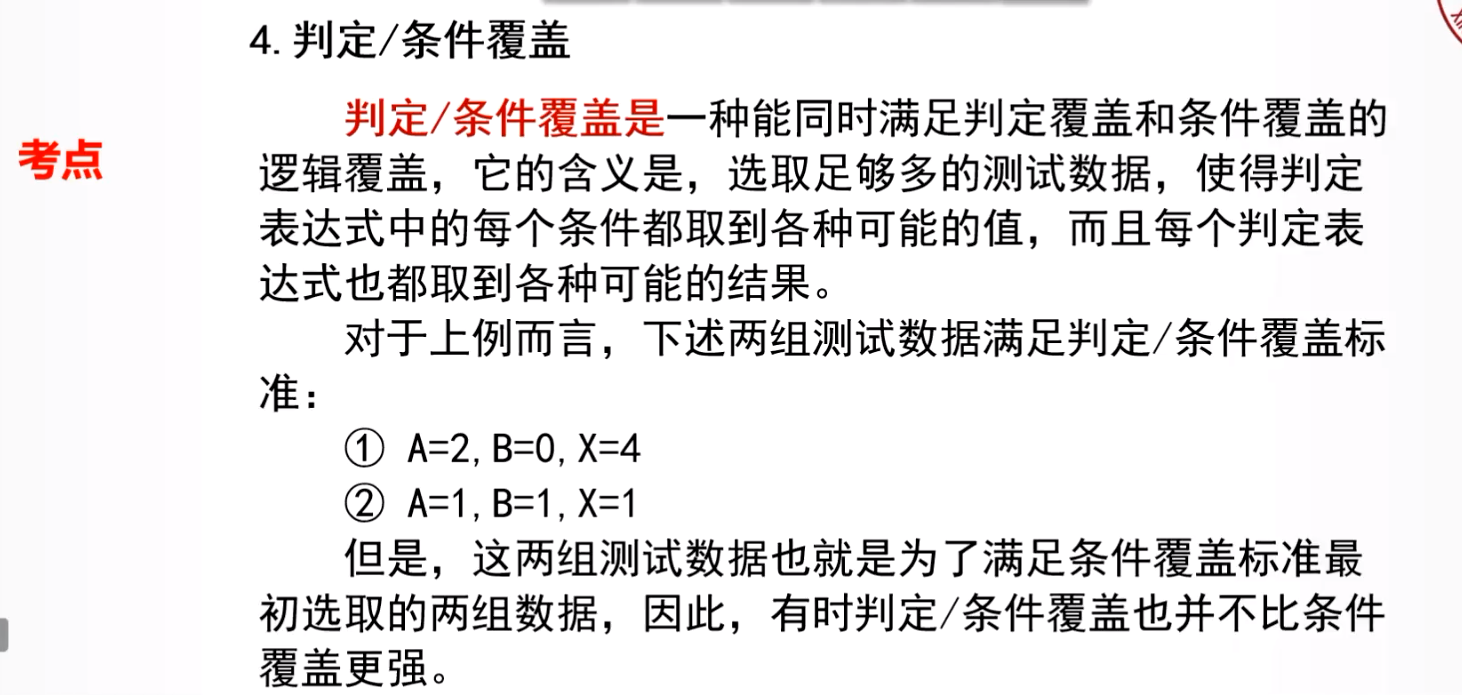 4. 判定/条件覆盖
考点
判定/条件覆盖是一种能同时满足判定覆盖和条件覆盖的
逻辑覆盖，它的含义是，选取足够多的测试数据，使得判定
表达式中的每个条件都取到各种可能的值，而且每个判定表
达式也都取到各种可能的结果。
对于上例而言，下述两组测试数据满足判定/条件覆盖标
准：
① A=2, B=0, X=4
② A=1, B=1, X=1
但是，这两组测试数据也就是为了满足条件覆盖标准最
初选取的两组数据，因此，有时判定/条件覆盖也并不比条件
覆盖更强。